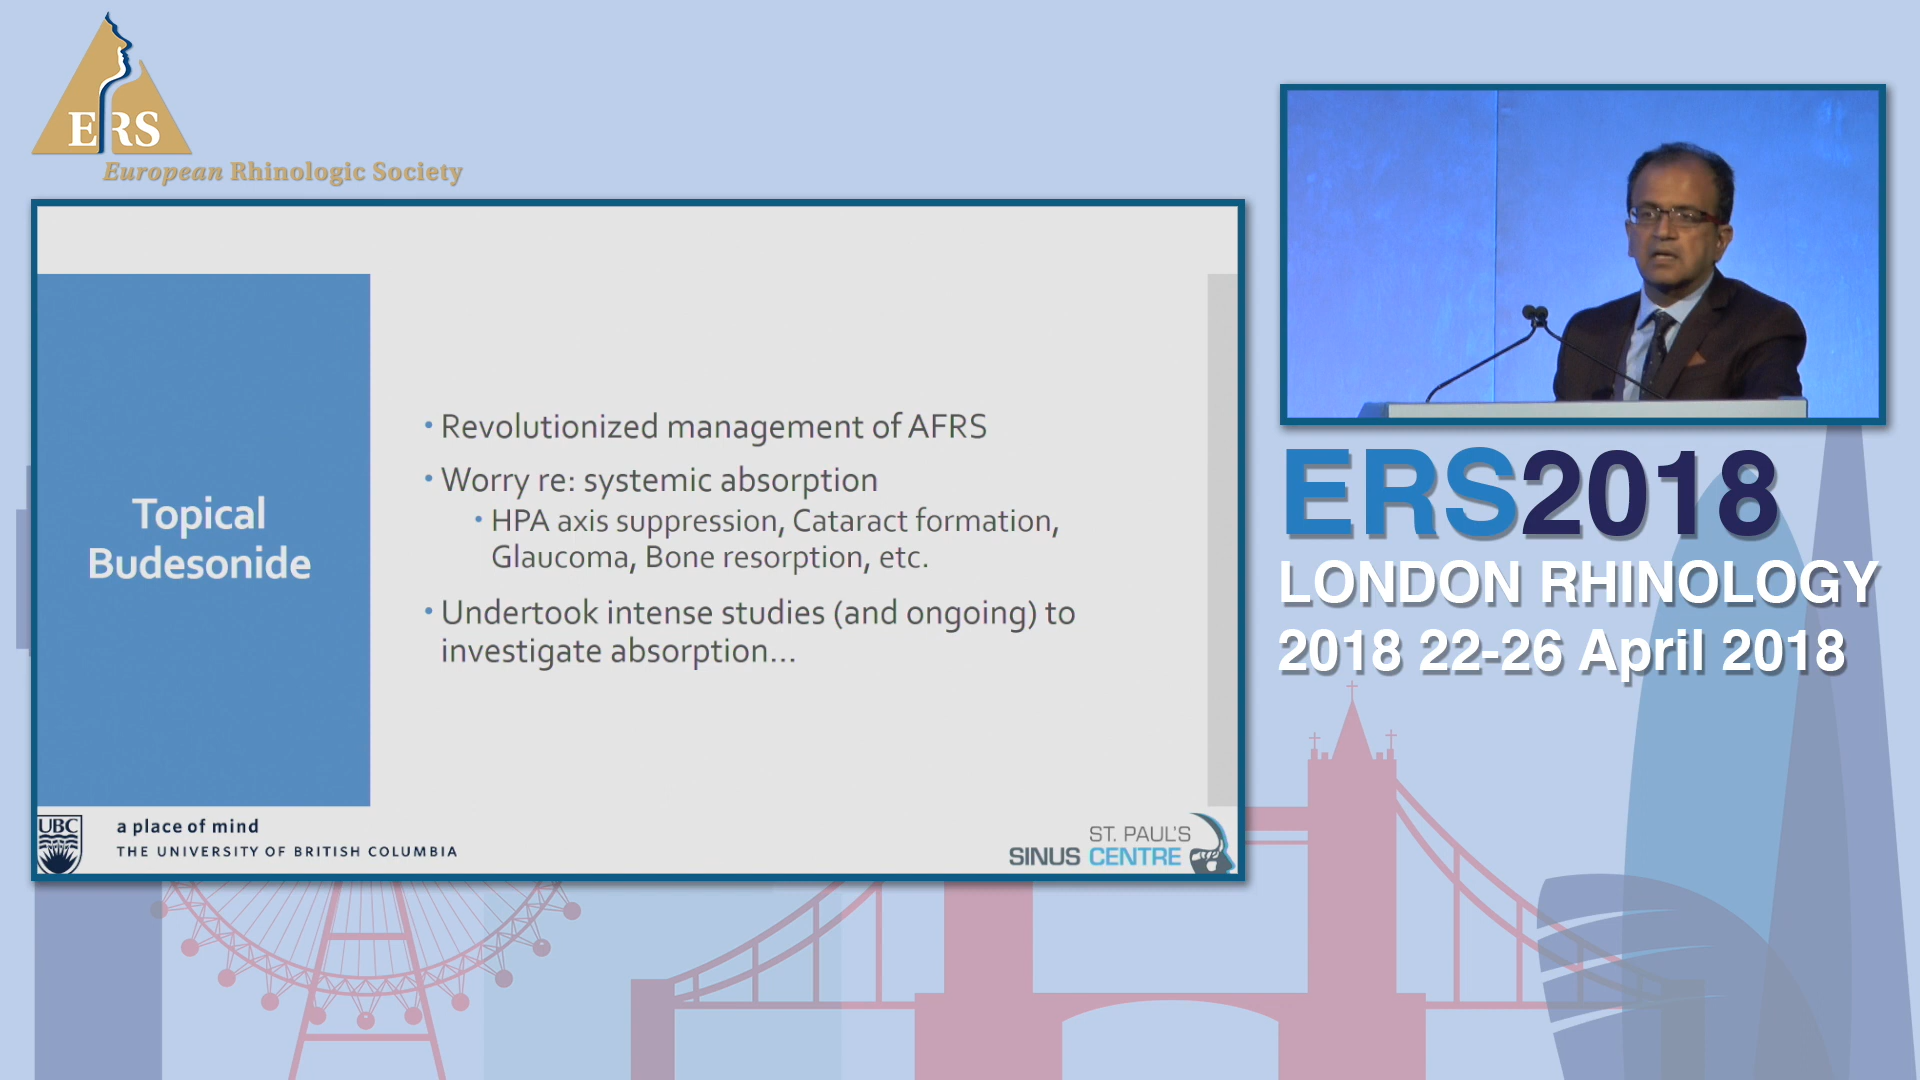 ERS
European Rhinologic Society
Topical
Budesonide
• Revolutionized management of AFRS
• Worry re: systemic absorption
• HPA axis suppression, Cataract formation,
Glaucoma, Bone resorption, etc.
• Undertook intense studies (and ongoing) to
investigate absorption...
UBC
a place of mind
THE UNIVERSITY OF BRITISH COLUMBIA
ST. PAUL'S
SINUS CENTRE
ERS2018
LONDON RHINOLOGY
2018 22-26 April 2018